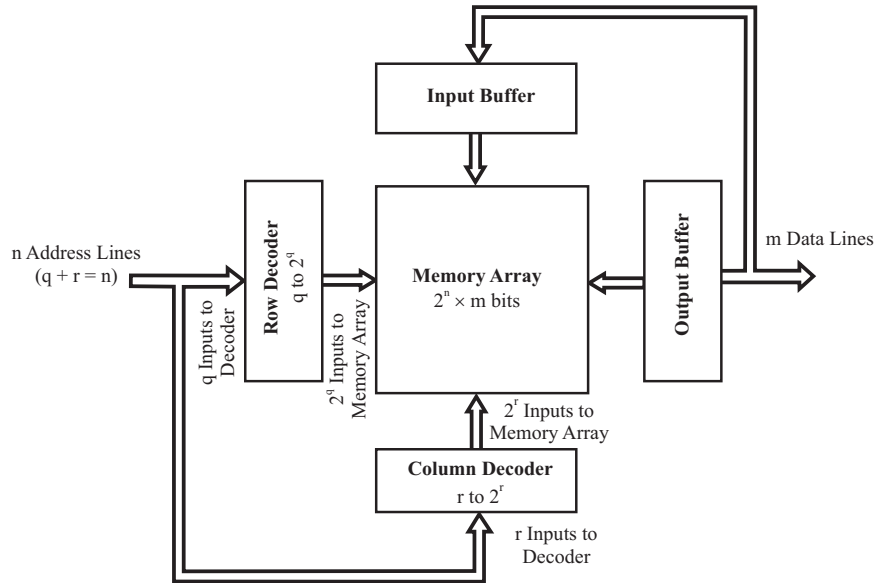 Input Buffer
n Address Lines
(q + r = n)
q Inputs to
Decoder
Row Decoder
q to 2^q
2^q Inputs to
Memory Array
Memory Array
2^n × m bits
Output Buffer
m Data Lines
2^r Inputs to
Memory Array
Column Decoder
r to 2^r
r Inputs to
Decoder